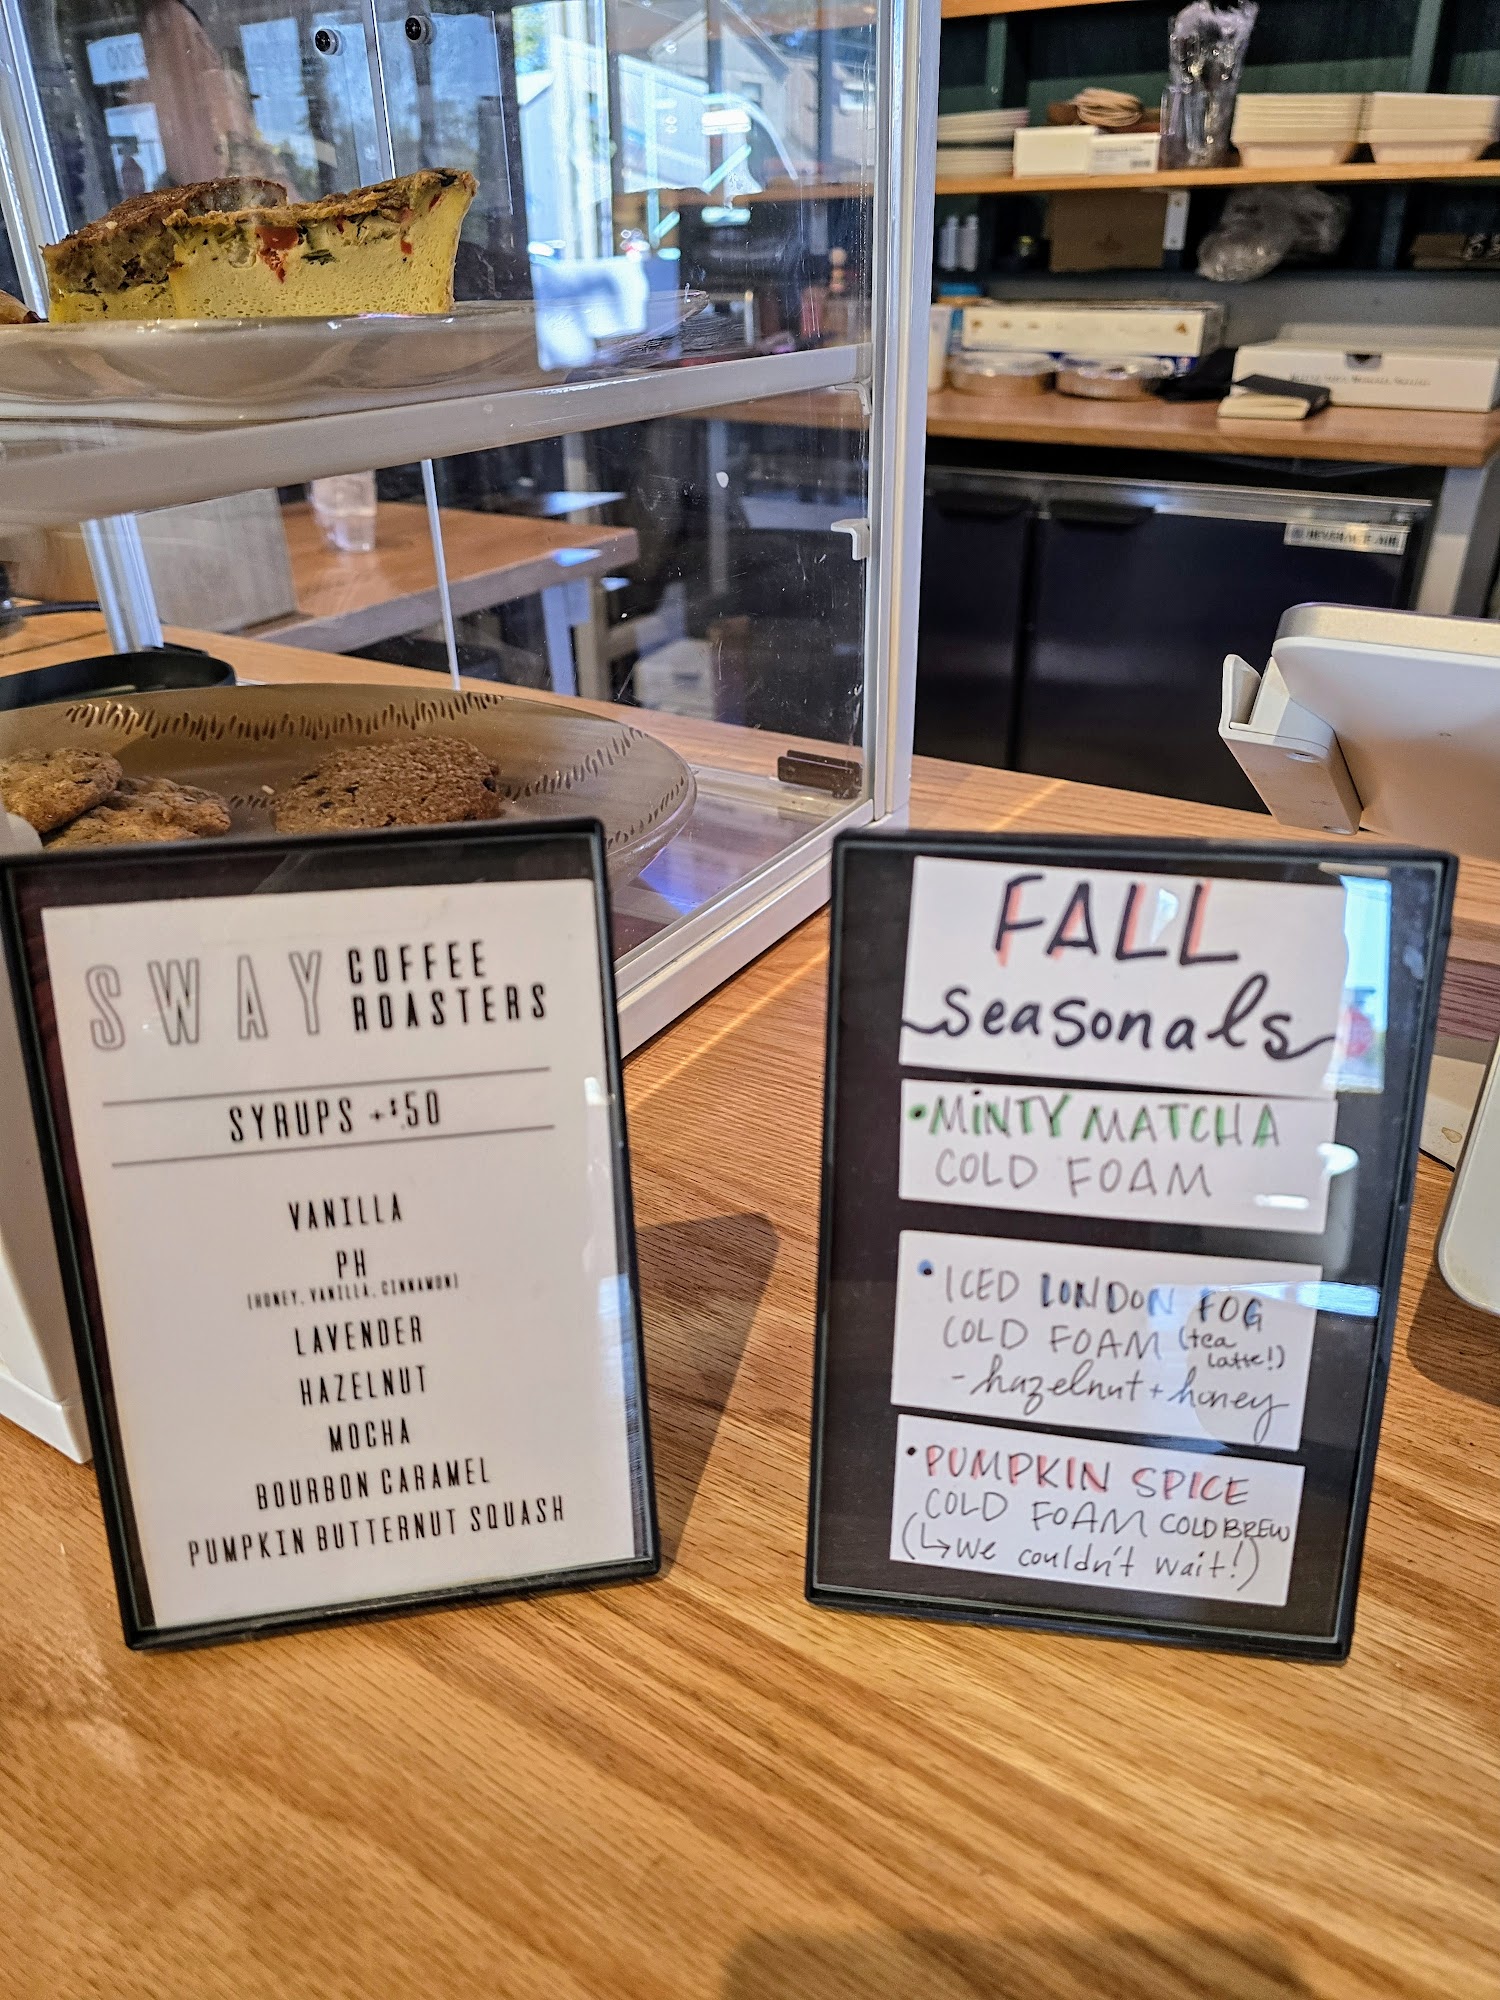 SWAY COFFEE
ROASTERS
SYRUPS +$.50
VANILLA
PH
(HONEY, VANILLA, CINNAMON)
LAVENDER
HAZELNUT
MOCHA
BOURBON CARAMEL
PUMPKIN BUTTERNUT SQUASH
FALL
seasonals
•MINTY MATCHA
COLD FOAM
•ICED LONDON FOG
COLD FOAM (tea
latte!)
- hazelnut + honey
•PUMPKIN SPICE
COLD FOAM COLD BREW
(↳we couldn't wait!)
BEVERAGE-AIR